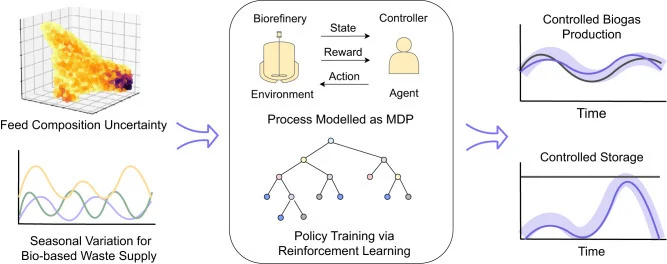 Feed Composition Uncertainty
Seasonal Variation for
Bio-based Waste Supply
Biorefinery
Controller
State
Reward
Action
Environment
Agent
Process Modelled as MDP
Policy Training via
Reinforcement Learning
Controlled Biogas
Production
Time
Controlled Storage
Time